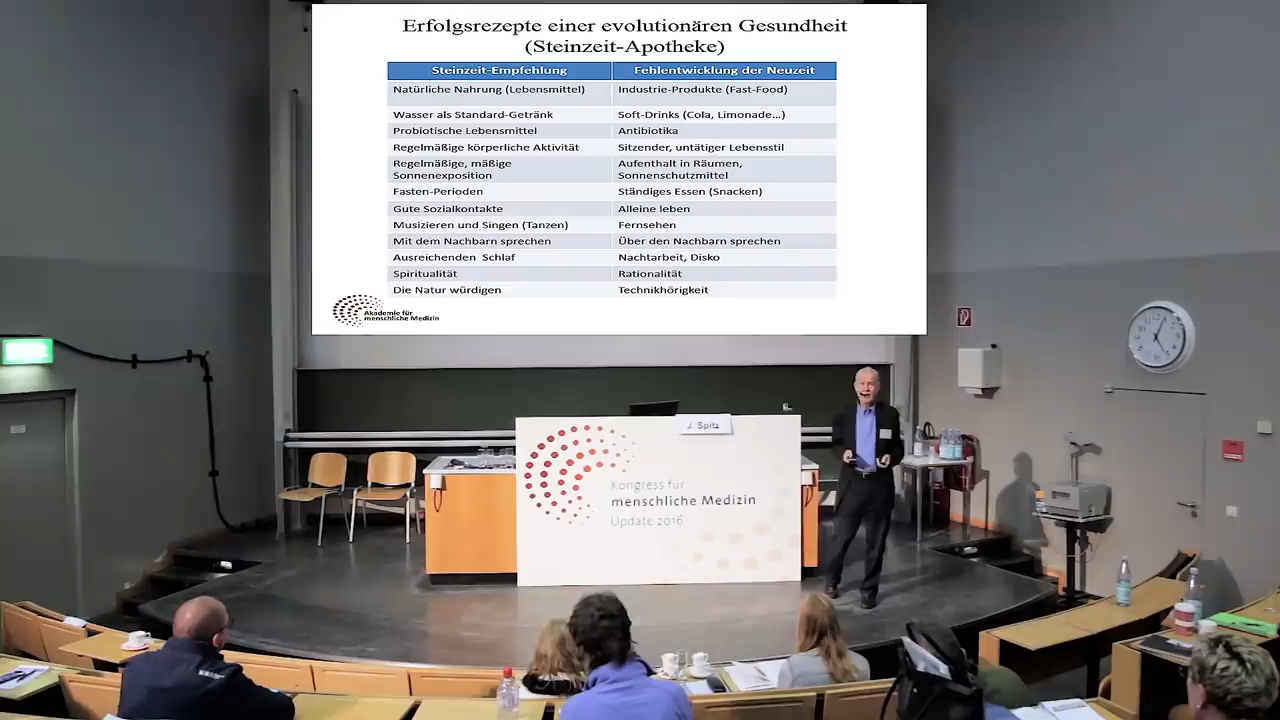 Erfolgsrezepte einer evolutionären Gesundheit
(Steinzeit-Apotheke)
Steinzeit-Empfehlung Fehlentwicklung der Neuzeit
Natürliche Nahrung (Lebensmittel) Industrie-Produkte (Fast-Food)
Wasser als Standard-Getränk Soft-Drinks (Cola, Limonade...)
Probiotische Lebensmittel Antibiotika
Regelmäßige körperliche Aktivität Sitzender, untätiger Lebensstil
Regelmäßige, mäßige Aufenthalt in Räumen,
Sonnenexposition Sonnenschutzmittel
Fasten-Perioden Ständiges Essen (Snacken)
Gute Sozialkontakte Alleine leben
Musizieren und Singen (Tanzen) Fernsehen
Mit dem Nachbarn sprechen Über den Nachbarn sprechen
Ausreichenden Schlaf Nachtarbeit, Disko
Spiritualität Rationalität
Die Natur würdigen Technikhörigkeit
Akademie für
menschliche Medizin
J. Spitz
Kongress für
menschliche Medizin
Update 2016